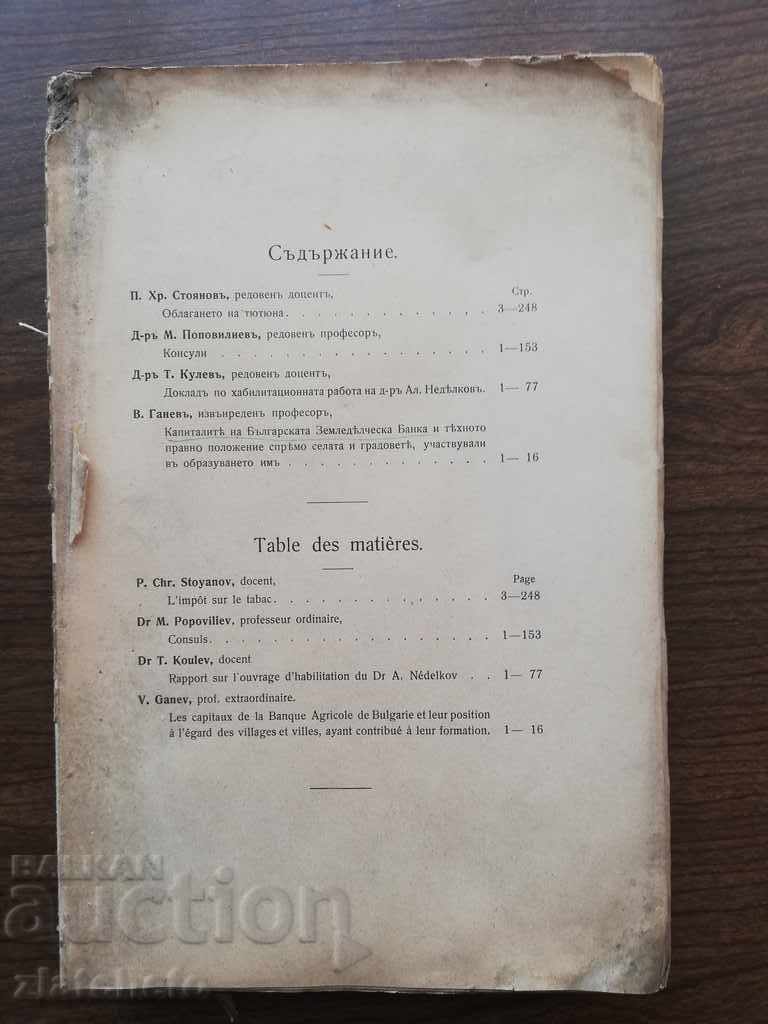 Съдържание.
Стр.
П. Хр. Стояновъ, редовенъ доцентъ,
Облагането на тютюна . . . . . . . . . . . . 3—248
Д-ръ М. Поповилиевъ, редовенъ професоръ,
Консули . . . . . . . . . . . . . . . . 1—153
Д-ръ Т. Кулевъ, редовенъ доцентъ,
Докладъ по хабилитационната работа на д-ръ Ал. Недѣлковъ. 1— 77
В. Ганевъ, извънреденъ професоръ,
Капиталитѣ на Българската Земледѣлческа Банка и тѣхното
правно положение спрѣмо селата и градоветѣ, участвували
въ образуването имъ . . . . . . . . . . . . 1— 16
Table des matières.
P. Chr. Stoyanov, docent, Page
L'impôt sur le tabac . . . . . . . . . . . . . 3—248
Dr M. Popoviliev, professeur ordinaire,
Consuls . . . . . . . . . . . . . . . . . 1—153
Dr T. Koulev, docent
Rapport sur l'ouvrage d'habilitation du Dr A. Nédelkov . . 1— 77
V. Ganev, prof. extraordinaire.
Les capitaux de la Banque Agricole de Bulgarie et leur position
à l'égard des villages et villes, ayant contribué à leur formation. 1— 16
BALKAN
auction
zlatcheto